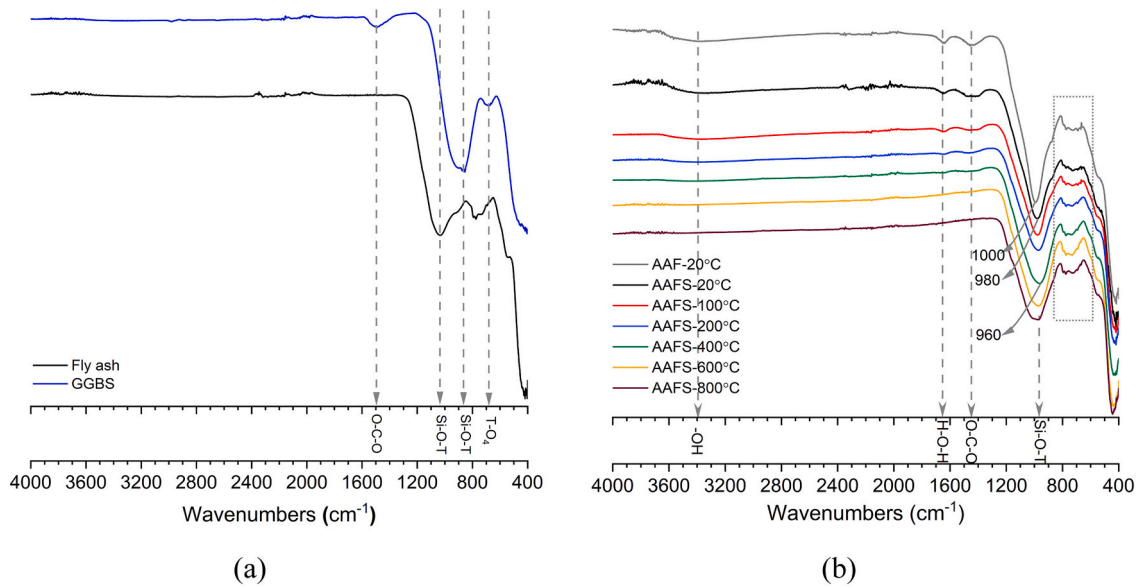 Fly ash
GGBS
O-C-O
Si-O-T
Si-O-T
T-O₄
4000 3600 3200 2800 2400 2000 1600 1200 800 400
Wavenumbers (cm⁻¹)
(a)
1000
980
960
AAF-20°C
AAFS-20°C
AAFS-100°C
AAFS-200°C
AAFS-400°C
AAFS-600°C
AAFS-800°C
-OH
H-O-H
O-C-O
Si-O-T
4000 3600 3200 2800 2400 2000 1600 1200 800 400
Wavenumbers (cm⁻¹)
(b)